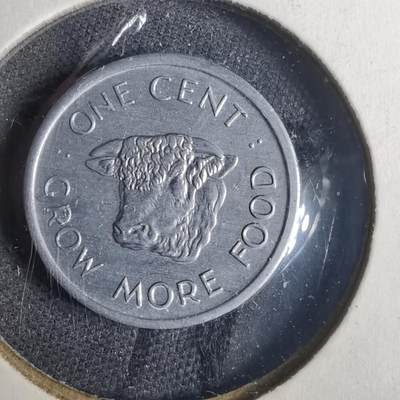 : ONE CENT :
GROW MORE FOOD